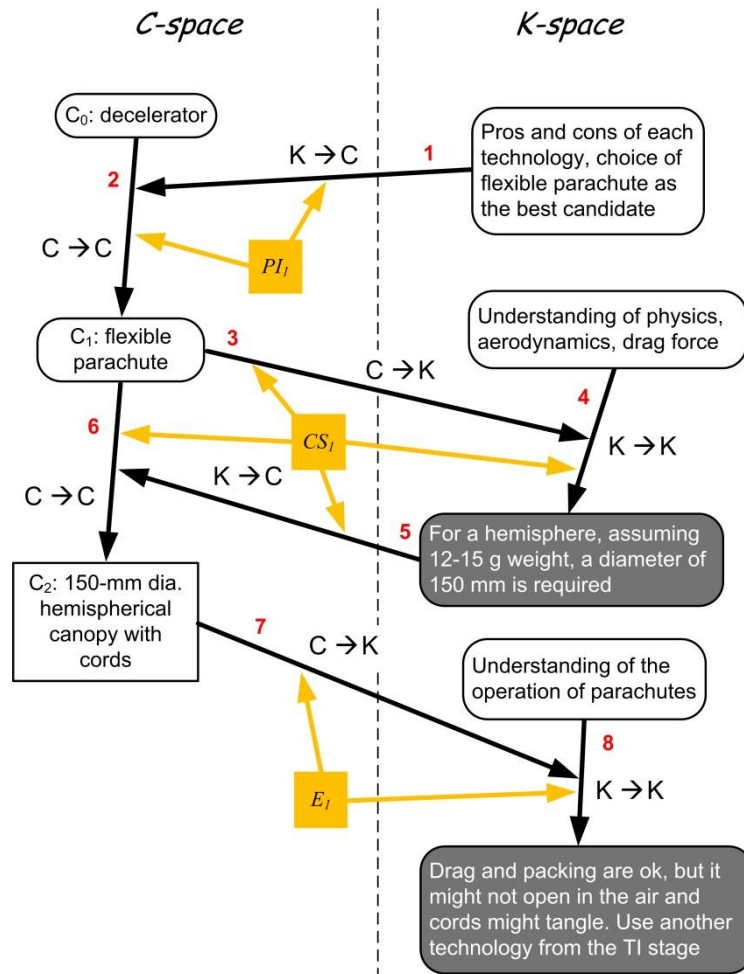 C-space
K-space
C₀: decelerator
Pros and cons of each
technology, choice of
flexible parachute as
the best candidate
1
K → C
2
C → C
PI₁
C₁: flexible
parachute
3
Understanding of physics,
aerodynamics, drag force
C → K
4
6
CS₁
K → K
K → C
C → C
5
For a hemisphere, assuming
12-15 g weight, a diameter of
150 mm is required
C₂: 150-mm dia.
hemispherical
canopy with
cords
7
C → K
Understanding of the
operation of parachutes
8
E₁
K → K
Drag and packing are ok, but it
might not open in the air and
cords might tangle. Use another
technology from the TI stage